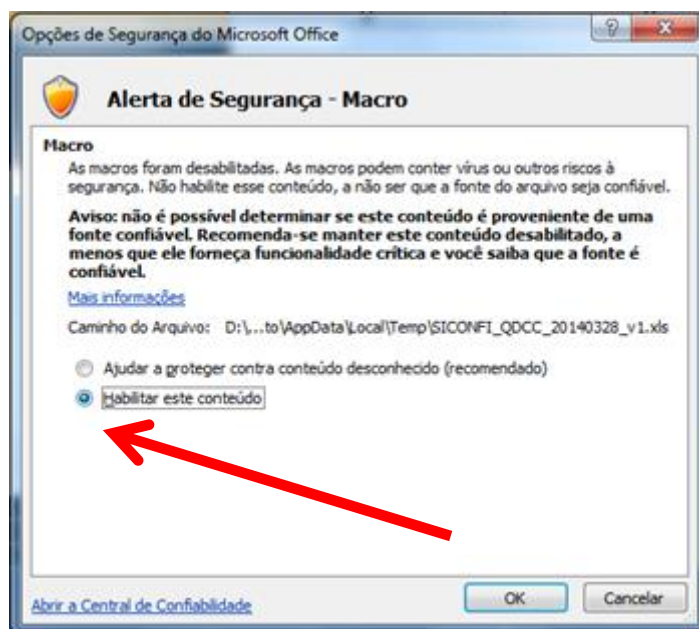 Opções de Segurança do Microsoft Office
Alerta de Segurança - Macro
Macro
As macros foram desabilitadas. As macros podem conter vírus ou outros riscos à
segurança. Não habilite esse conteúdo, a não ser que a fonte do arquivo seja confiável.
Aviso: não é possível determinar se este conteúdo é proveniente de uma
fonte confiável. Recomenda-se manter este conteúdo desabilitado, a
menos que ele forneça funcionalidade crítica e você saiba que a fonte é
confiável.
Mais informações
Caminho do Arquivo: D:\...to\AppData\Local\Temp\SICONFI_QDCC_20140328_v1.xls
Ajudar a proteger contra conteúdo desconhecido (recomendado)
Habilitar este conteúdo
Abrir a Central de Confiabilidade
OK
Cancelar